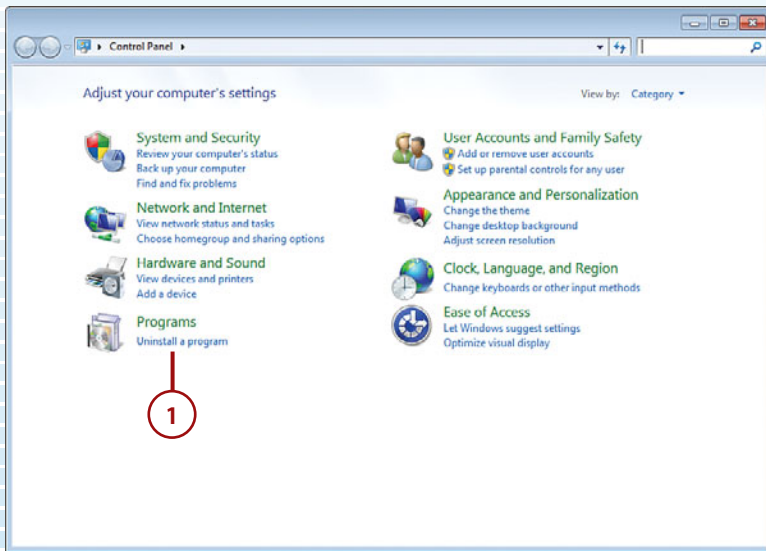 Control Panel
Adjust your computer's settings
View by: Category
System and Security
Review your computer's status
Back up your computer
Find and fix problems
Network and Internet
View network status and tasks
Choose homegroup and sharing options
Hardware and Sound
View devices and printers
Add a device
Programs
Uninstall a program
1
User Accounts and Family Safety
Add or remove user accounts
Set up parental controls for any user
Appearance and Personalization
Change the theme
Change desktop background
Adjust screen resolution
Clock, Language, and Region
Change keyboards or other input methods
Ease of Access
Let Windows suggest settings
Optimize visual display